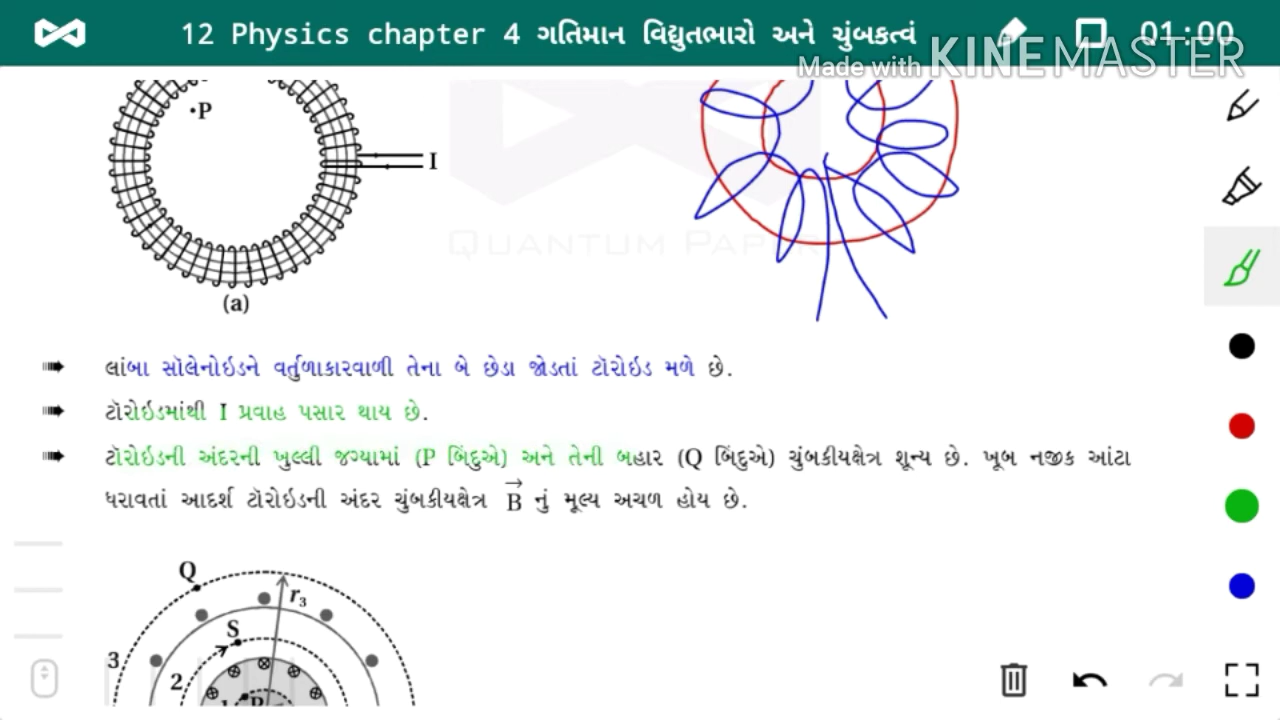 12 Physics chapter 4 ગતિમાન વિદ્યુતભારો અને ચુંબકત્વં
01:00
Made with KINEMASTER
•P
I
QUANTUM PAPER
(a)
લાંબા સૉલેનોઇડને વર્તુળાકારવાળી તેના બે છેડા જોડતાં ટૉરોઇડ મળે છે.
ટૉરોઇડમાંથી I પ્રવાહ પસાર થાય છે.
ટૉરોઇડની અંદરની ખુલ્લી જગ્યામાં (P બિંદુએ) અને તેની બહાર (Q બિંદુએ) ચુંબકીયક્ષેત્ર શૂન્ય છે. ખૂબ નજીક આંટા
ધરાવતાં આદર્શ ટૉરોઇડની અંદર ચુંબકીયક્ષેત્ર B નું મૂલ્ય અચળ હોય છે.
Q
r3
S
3
2
P